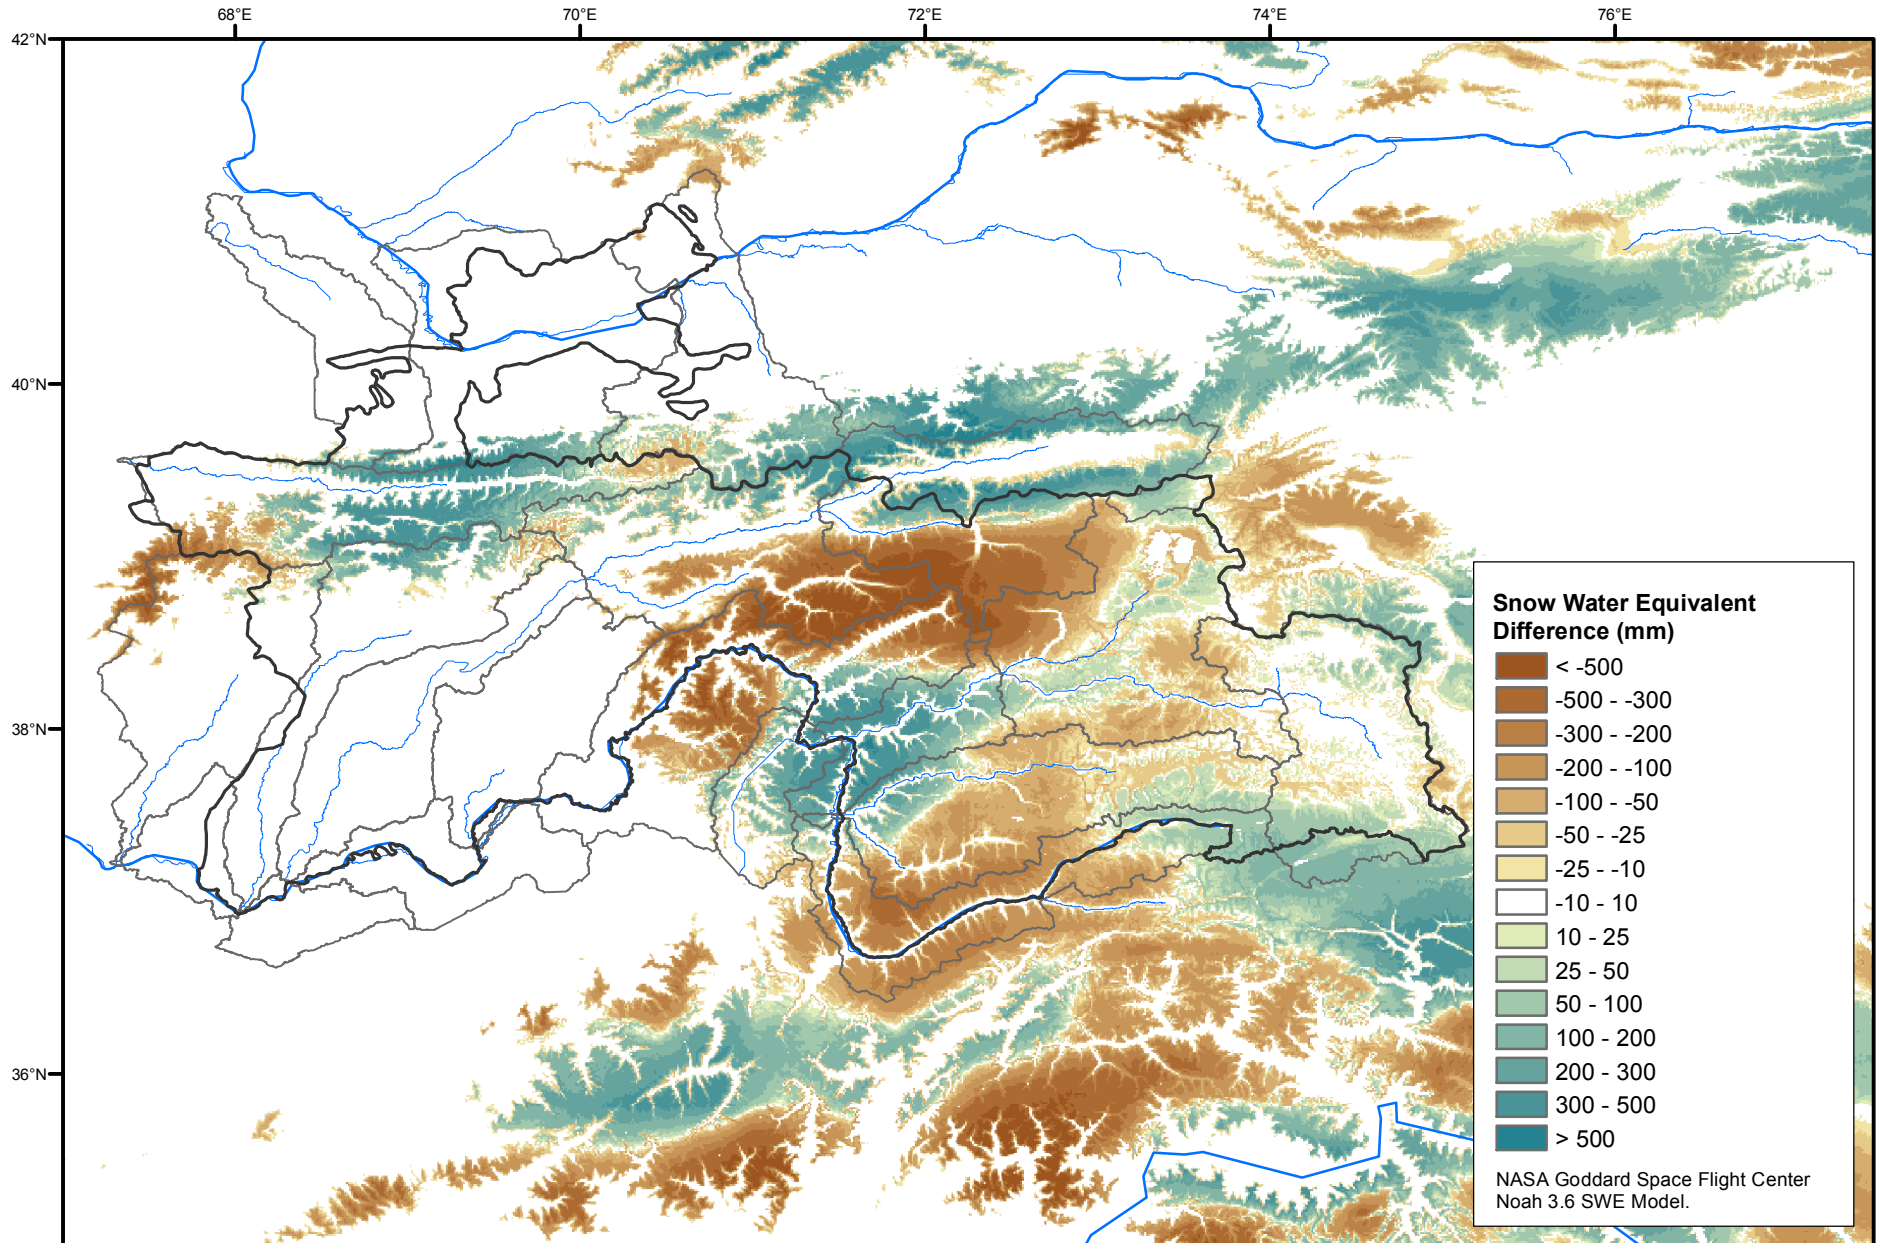 68°E
70°E
72°E
74°E
76°E
42°N
40°N
38°N
36°N
Snow Water Equivalent
Difference (mm)
< -500
-500 - -300
-300 - -200
-200 - -100
-100 - -50
-50 - -25
-25 - -10
-10 - 10
10 - 25
25 - 50
50 - 100
100 - 200
200 - 300
300 - 500
> 500
NASA Goddard Space Flight Center
Noah 3.6 SWE Model.